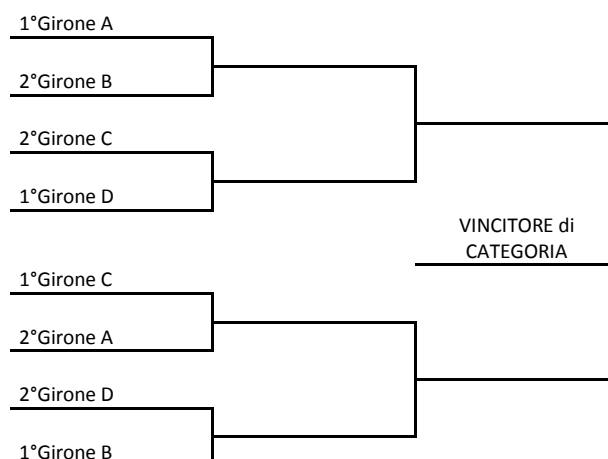 1°Girone A
2°Girone B
2°Girone C
1°Girone D
VINCITORE di
CATEGORIA
1°Girone C
2°Girone A
2°Girone D
1°Girone B